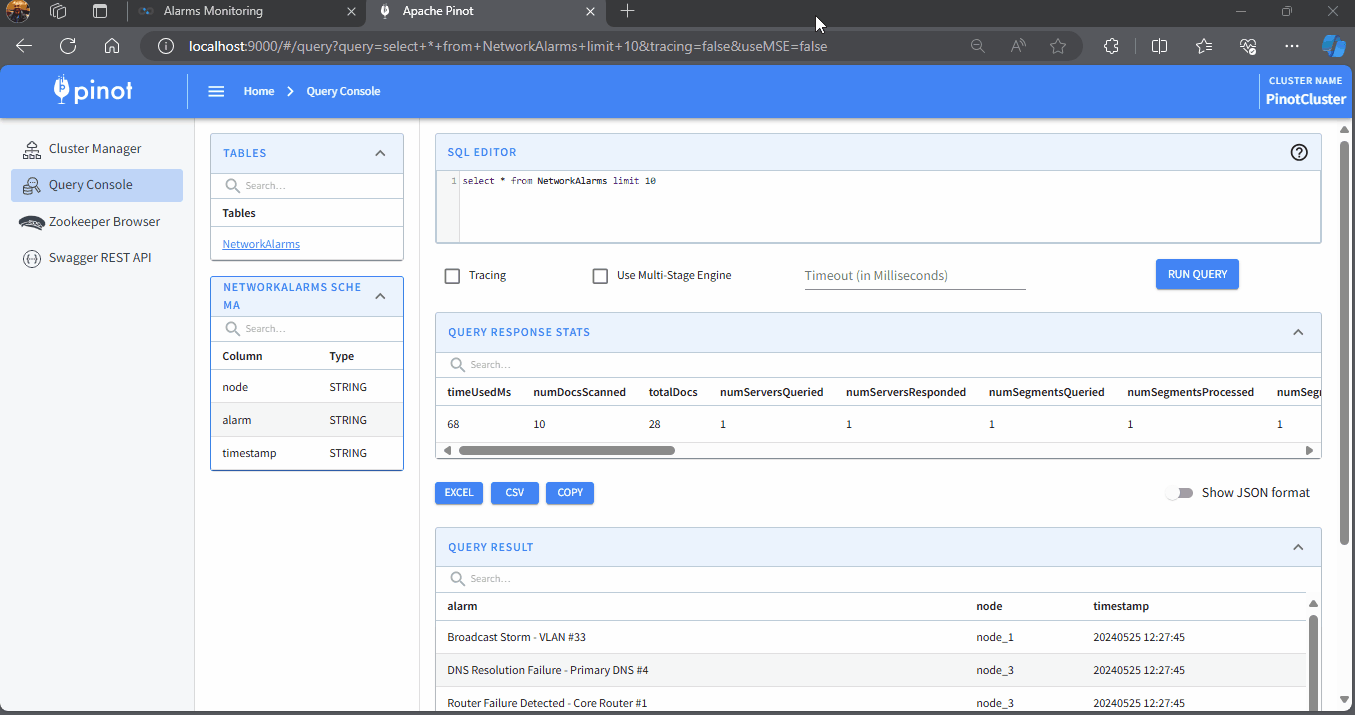 Alarms Monitoring
Apache Pinot
localhost:9000/#/query?query=select+*+from+NetworkAlarms+limit+10&tracing=false&useMSE=false
pinot
Home > Query Console
CLUSTER NAME
PinotCluster
Cluster Manager
Query Console
Zookeeper Browser
Swagger REST API
TABLES
Search...
Tables
NetworkAlarms
NETWORKALARMS SCHE
MA
Search...
Column Type
node STRING
alarm STRING
timestamp STRING
SQL EDITOR
1 select * from NetworkAlarms limit 10
Tracing
Use Multi-Stage Engine
Timeout (in Milliseconds)
RUN QUERY
QUERY RESPONSE STATS
Search...
timeUsedMs numDocsScanned totalDocs numServersQueried numServersResponded numSegmentsQueried numSegmentsProcessed numSeg
68 10 28 1 1 1 1 1
EXCEL CSV COPY
Show JSON format
QUERY RESULT
Search...
alarm node timestamp
Broadcast Storm - VLAN #33 node_1 20240525 12:27:45
DNS Resolution Failure - Primary DNS #4 node_3 20240525 12:27:45
Router Failure Detected - Core Router #1 node_3 20240525 12:27:45